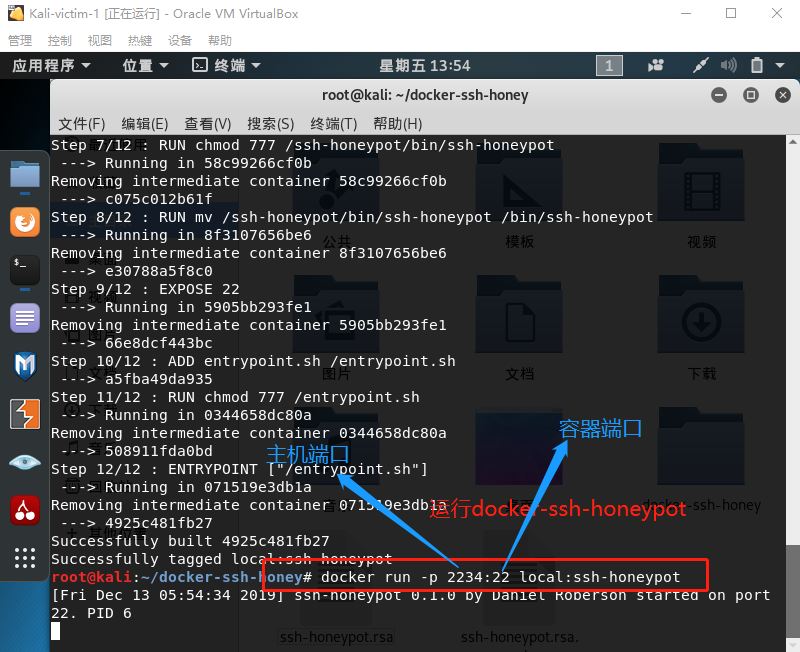 Kali-victim-1 [正在运行] - Oracle VM VirtualBox
管理 控制 视图 热键 设备 帮助
应用程序 位置 终端 星期五 13:54 1
root@kali: ~/docker-ssh-honey
文件(F) 编辑(E) 查看(V) 搜索(S) 终端(T) 帮助(H)
Step 7/12 : RUN chmod 777 /ssh-honeypot/bin/ssh-honeypot
---> Running in 58c99266cf0b
Removing intermediate container 58c99266cf0b
---> c075c012b61f
Step 8/12 : RUN mv /ssh-honeypot/bin/ssh-honeypot /bin/ssh-honeypot
---> Running in 8f3107656be6
公共 模板 视频
Removing intermediate container 8f3107656be6
---> e30788a5f8c0
Step 9/12 : EXPOSE 22
---> Running in 5905bb293fe1
Removing intermediate container 5905bb293fe1
---> 66e8dcf443bc
Step 10/12 : ADD entrypoint.sh /entrypoint.sh
图片 文档 下载
---> a5fba49da935
Step 11/12 : RUN chmod 777 /entrypoint.sh
---> Running in 0344658dc80a
容器端口
Removing intermediate container 0344658dc80a
---> 508911fda0bd
主机端口
Step 12/12 : ENTRYPOINT ["/entrypoint.sh"]
---> Running in 071519e3db1a
Removing intermediate container 071519e3db1a
docker-ssh-honey
运行docker-ssh-honeypot
---> 4925c481fb27
Successfully built 4925c481fb27
Successfully tagged local:ssh-honeypot
root@kali:~/docker-ssh-honey# docker run -p 2234:22 local:ssh-honeypot
[Fri Dec 13 05:54:34 2019] ssh-honeypot 0.1.0 by Daniel Roberson started on port
22. PID 6
ssh-honeypot.rsa ssh-honeypot.rsa.